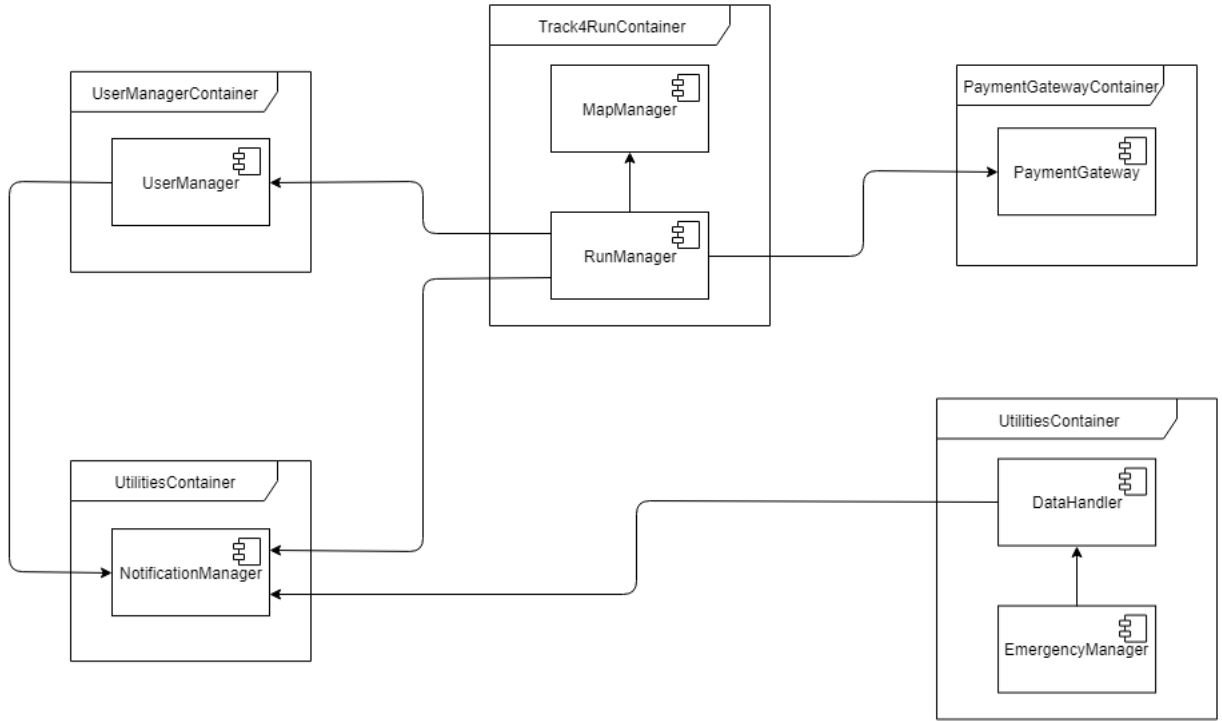 Track4RunContainer
MapManager
RunManager
UserManagerContainer
UserManager
PaymentGatewayContainer
PaymentGateway
UtilitiesContainer
NotificationManager
UtilitiesContainer
DataHandler
EmergencyManager